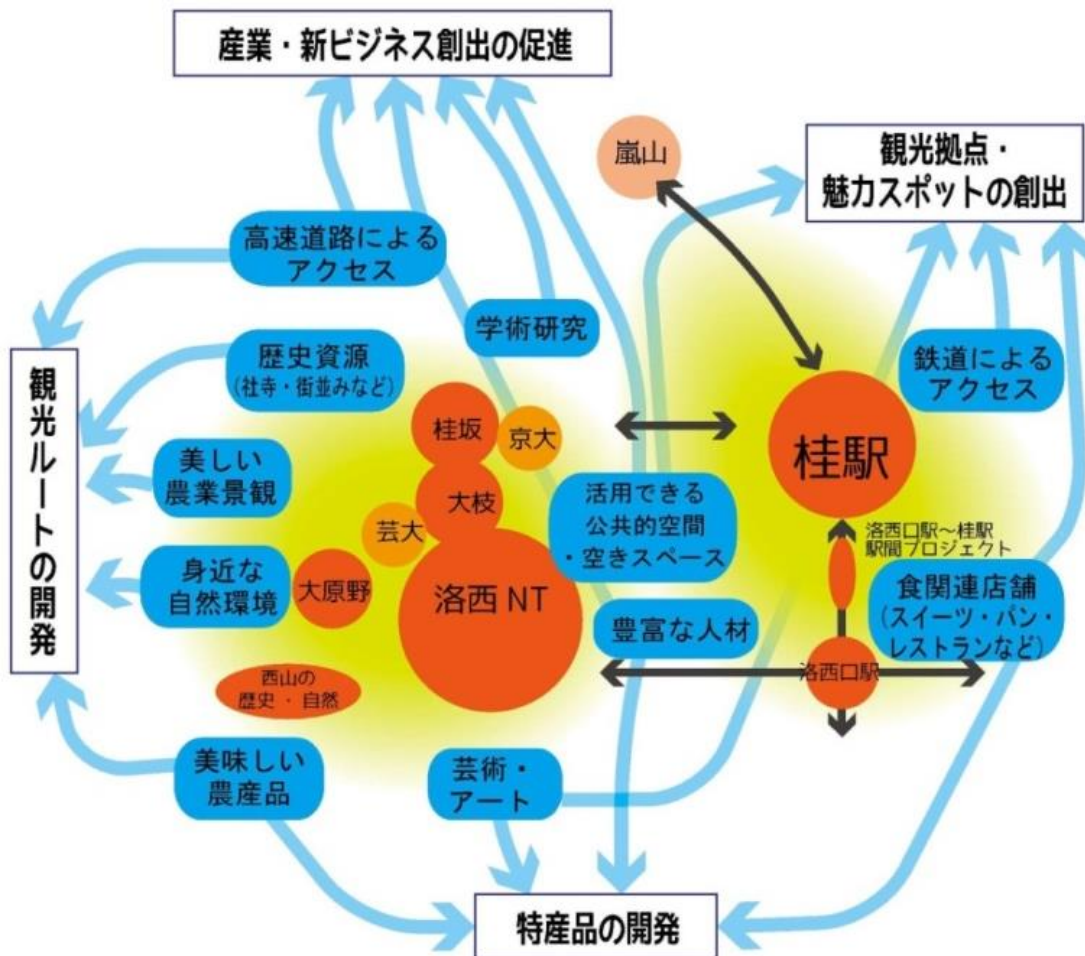 産業・新ビジネス創出の促進
嵐山
観光拠点・
魅力スポットの創出
高速道路による
アクセス
学術研究
歴史資源
(社寺・街並みなど)
鉄道による
アクセス
観光ルートの開発
桂坂
京大
桂駅
美しい
農業景観
大枝
芸大
活用できる
公共的空間
・空きスペース
洛西口駅〜桂駅
駅間プロジェクト
身近な
自然環境
大原野
洛西 NT
豊富な人材
食関連店舗
(スイーツ・パン・
レストランなど)
西山の
歴史・自然
洛西口駅
美味しい
農産品
芸術・
アート
特産品の開発